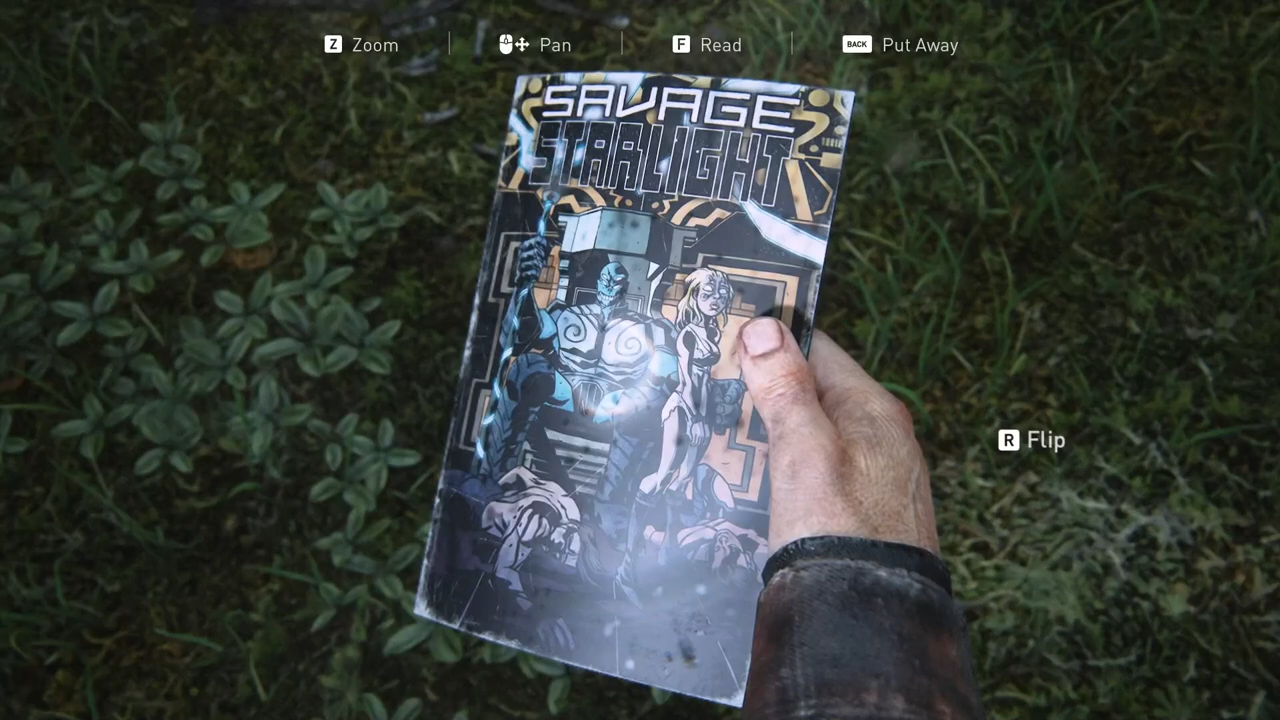 Z Zoom
Pan
F Read
BACK Put Away
SAVAGE
STARLIGHT
R Flip